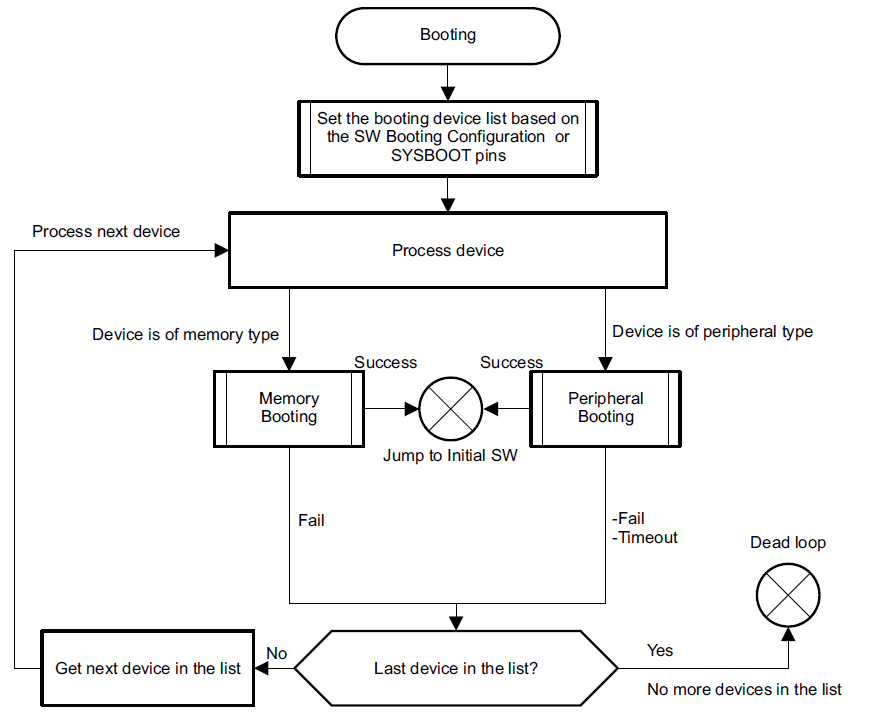 Booting
Set the booting device list based on
the SW Booting Configuration or
SYSBOOT pins
Process next device
Process device
Device is of memory type
Device is of peripheral type
Success
Success
Memory
Booting
Peripheral
Booting
Jump to Initial SW
Fail
-Fail
-Timeout
Dead loop
Get next device in the list
No
Last device in the list?
Yes
No more devices in the list